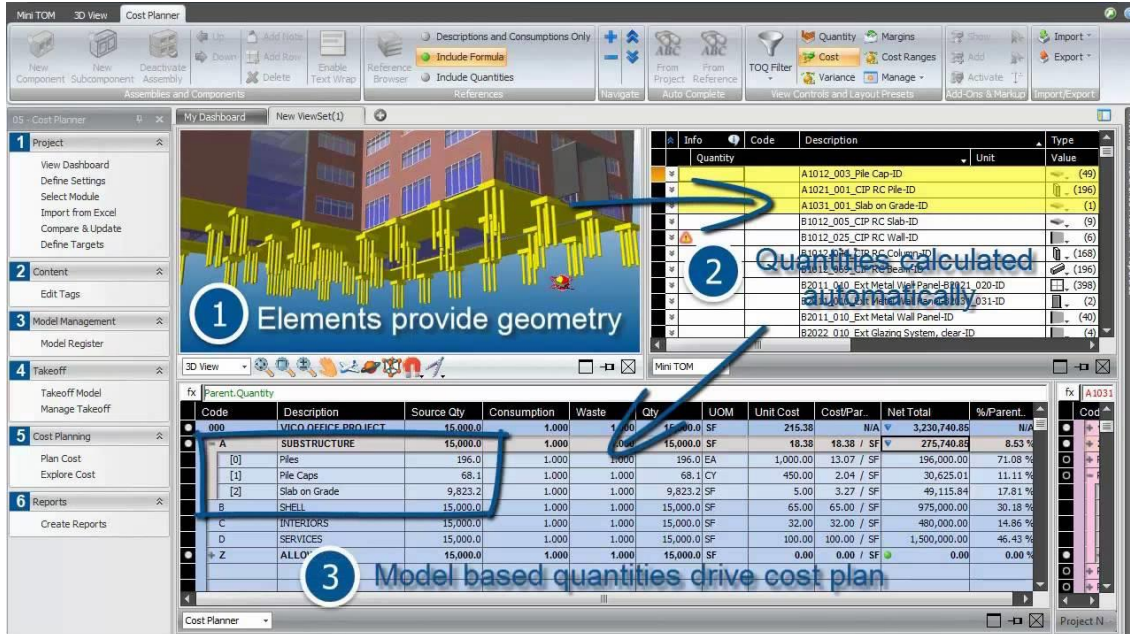 Mini TOM 3D View Cost Planner
New Component
New Subcomponent
Deactivate Assembly
Up
Down
Add Note
Add Row
Delete
Enable Text Wrap
Assemblies and Components
Reference Browser
Descriptions and Consumptions Only
Include Formula
Include Quantities
References
Navigate
From Project
From Reference
Auto Complete
TOQ Filter
Quantity
Cost
Variance
Margins
Cost Ranges
Manage
View Controls and Layout Presets
Show
Add
Activate
Add-Ons & Markup
Import
Export
Import/Export
05 - Cost Planner
1 Project
View Dashboard
Define Settings
Select Module
Import from Excel
Compare & Update
Define Targets
2 Content
Edit Tags
3 Model Management
Model Register
4 Takeoff
Takeoff Model
Manage Takeoff
5 Cost Planning
Plan Cost
Explore Cost
6 Reports
Create Reports
My Dashboard New ViewSet(1)
1 Elements provide geometry
3D View
Info Code Description Type
Quantity Unit Value
A1012_003_Pile Cap-ID (49)
A1021_001_CIP RC Pile-ID (196)
A1031_001_Slab on Grade-ID (1)
B1012_005_CIP RC Slab-ID (9)
B1012_025_CIP RC Wall-ID (6)
(168)
(196)
B2011_010_Ext Metal Wall Panel-B2021_020-ID (398)
(2)
B2011_010_Ext Metal Wall Panel-ID (40)
B2022_010_Ext Glazing System, clear-ID (4)
2 Quantities calculated automatically
Mini TOM
fx Parent.Quantity
Code Description Source Qty Consumption Waste Qty UOM Unit Cost Cost/Par.. Net Total %/Parent..
000 VICO OFFICE PROJECT 15,000.0 1.000 1.000 15,000.0 SF 215.38 N/A 3,230,740.85 N/A
A SUBSTRUCTURE 15,000.0 1.000 1.000 15,000.0 SF 18.38 18.38 / SF 275,740.85 8.53 %
[0] Piles 196.0 1.000 1.000 196.0 EA 1,000.00 13.07 / SF 196,000.00 71.08 %
[1] Pile Caps 68.1 1.000 1.000 68.1 CY 450.00 2.04 / SF 30,625.01 11.11 %
[2] Slab on Grade 9,823.2 1.000 1.000 9,823.2 SF 5.00 3.27 / SF 49,115.84 17.81 %
B SHELL 15,000.0 1.000 1.000 15,000.0 SF 65.00 65.00 / SF 975,000.00 30.18 %
C INTERIORS 15,000.0 1.000 1.000 15,000.0 SF 32.00 32.00 / SF 480,000.00 14.86 %
D SERVICES 15,000.0 1.000 1.000 15,000.0 SF 100.00 100.00 / SF 1,500,000.00 46.43 %
Z 15,000.0 1.000 1.000 15,000.0 SF 0.00 0.00 / SF 0.00 0.00 %
3 Model based quantities drive cost plan
Cost Planner
fx A1031
Project N